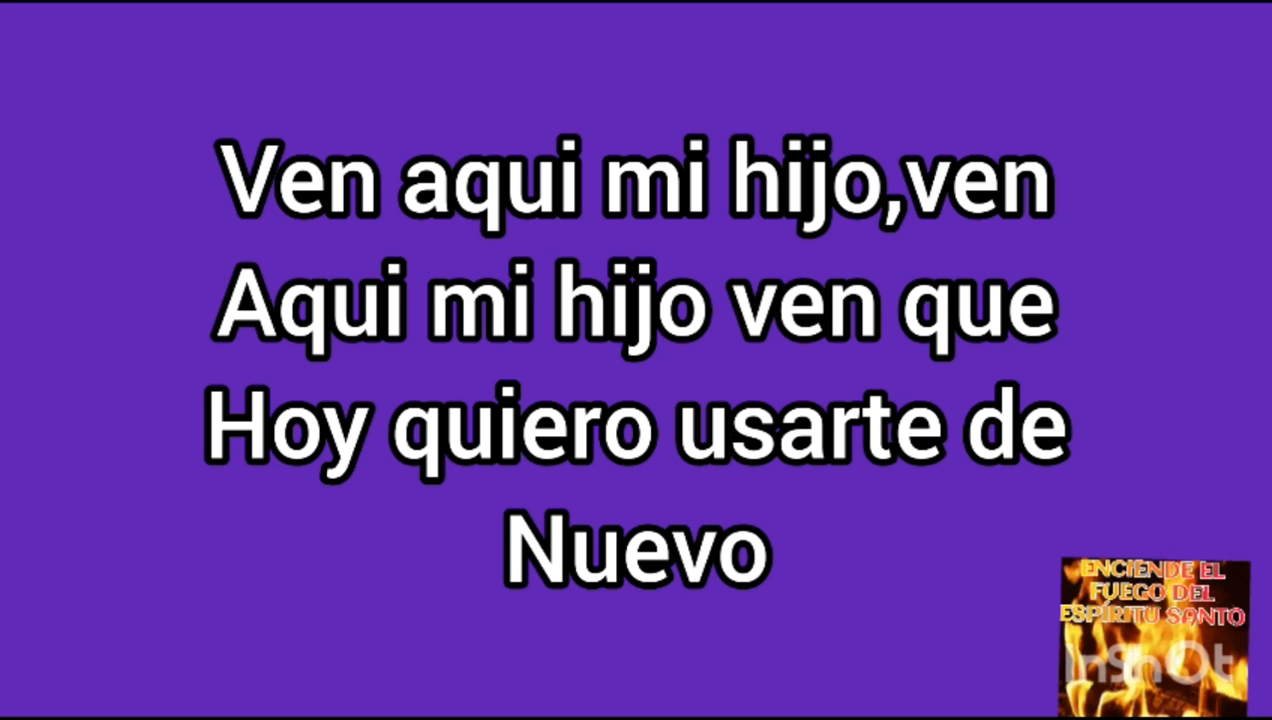 Ven aqui mi hijo,ven
Aqui mi hijo ven que
Hoy quiero usarte de
Nuevo
ENCIENDE EL
FUEGO DEL
ESPÍRITU SANTO
InShOt